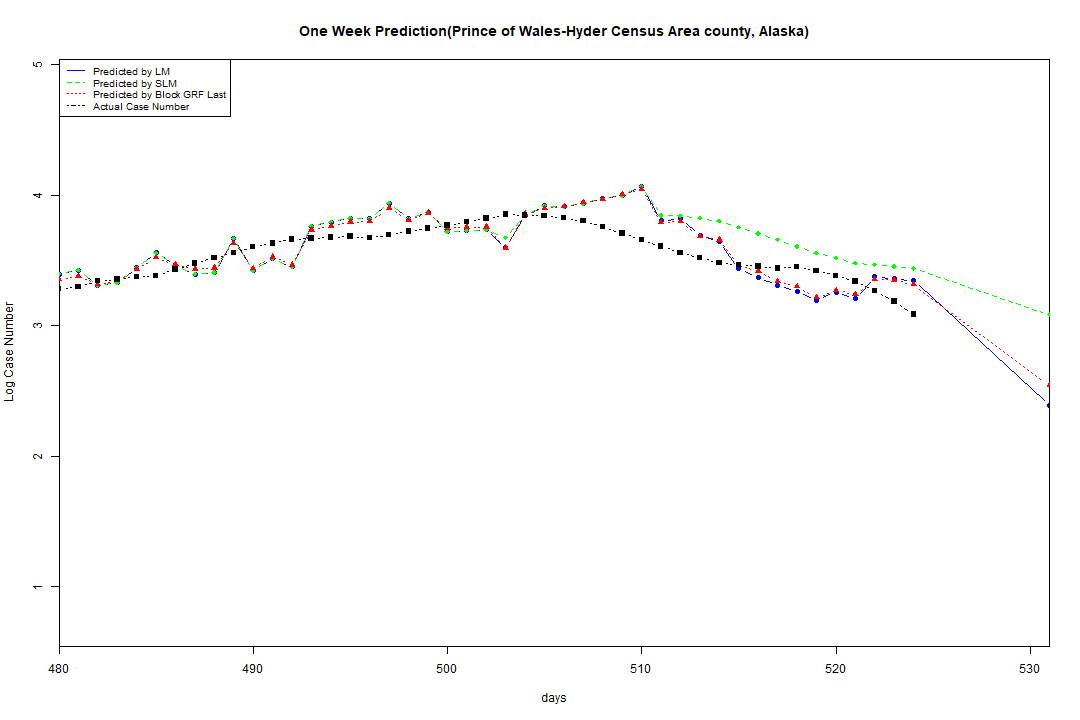 One Week Prediction(Prince of Wales-Hyder Census Area county, Alaska)
Predicted by LM
Predicted by SLM
Predicted by Block GRF Last
Actual Case Number
5
4
3
2
1
Log Case Number
480 490 500 510 520 530
days